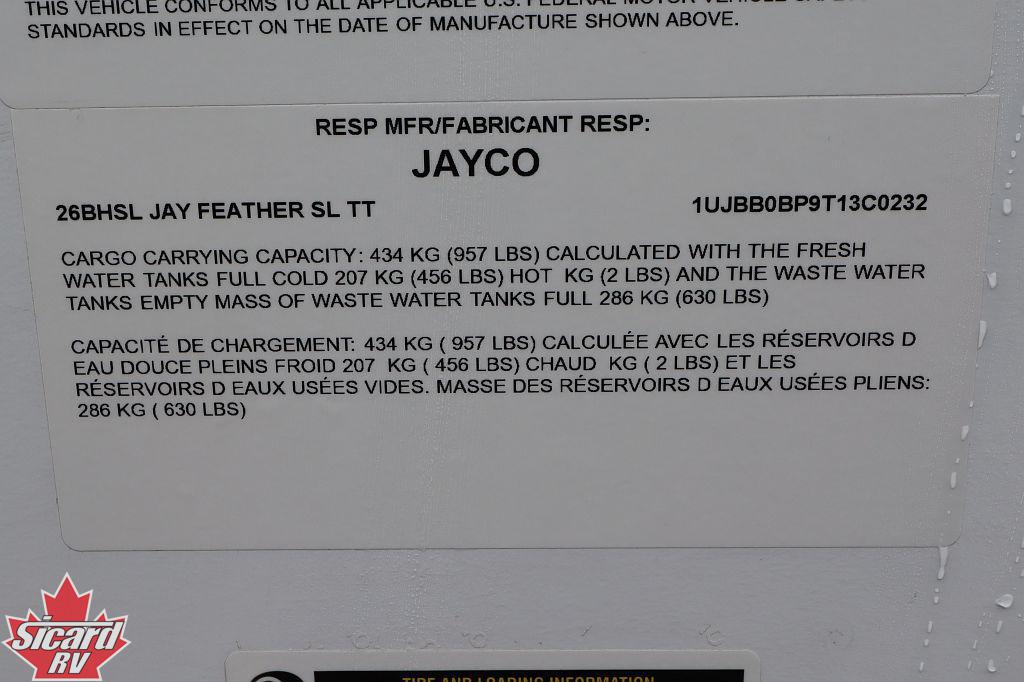 THIS VEHICLE CONFORMS TO ALL APPLICABLE U.S. FEDERAL MOTOR VEHICLE
STANDARDS IN EFFECT ON THE DATE OF MANUFACTURE SHOWN ABOVE.
RESP MFR/FABRICANT RESP:
JAYCO
26BHSL JAY FEATHER SL TT 1UJBB0BP9T13C0232
CARGO CARRYING CAPACITY: 434 KG (957 LBS) CALCULATED WITH THE FRESH
WATER TANKS FULL COLD 207 KG (456 LBS) HOT KG (2 LBS) AND THE WASTE WATER
TANKS EMPTY MASS OF WASTE WATER TANKS FULL 286 KG (630 LBS)
CAPACITÉ DE CHARGEMENT: 434 KG ( 957 LBS) CALCULÉE AVEC LES RÉSERVOIRS D
EAU DOUCE PLEINS FROID 207 KG ( 456 LBS) CHAUD KG ( 2 LBS) ET LES
RÉSERVOIRS D EAUX USÉES VIDES. MASSE DES RÉSERVOIRS D EAUX USÉES PLIENS:
286 KG ( 630 LBS)
Sicard
RV
TIRE AND LOADING INFORMATION